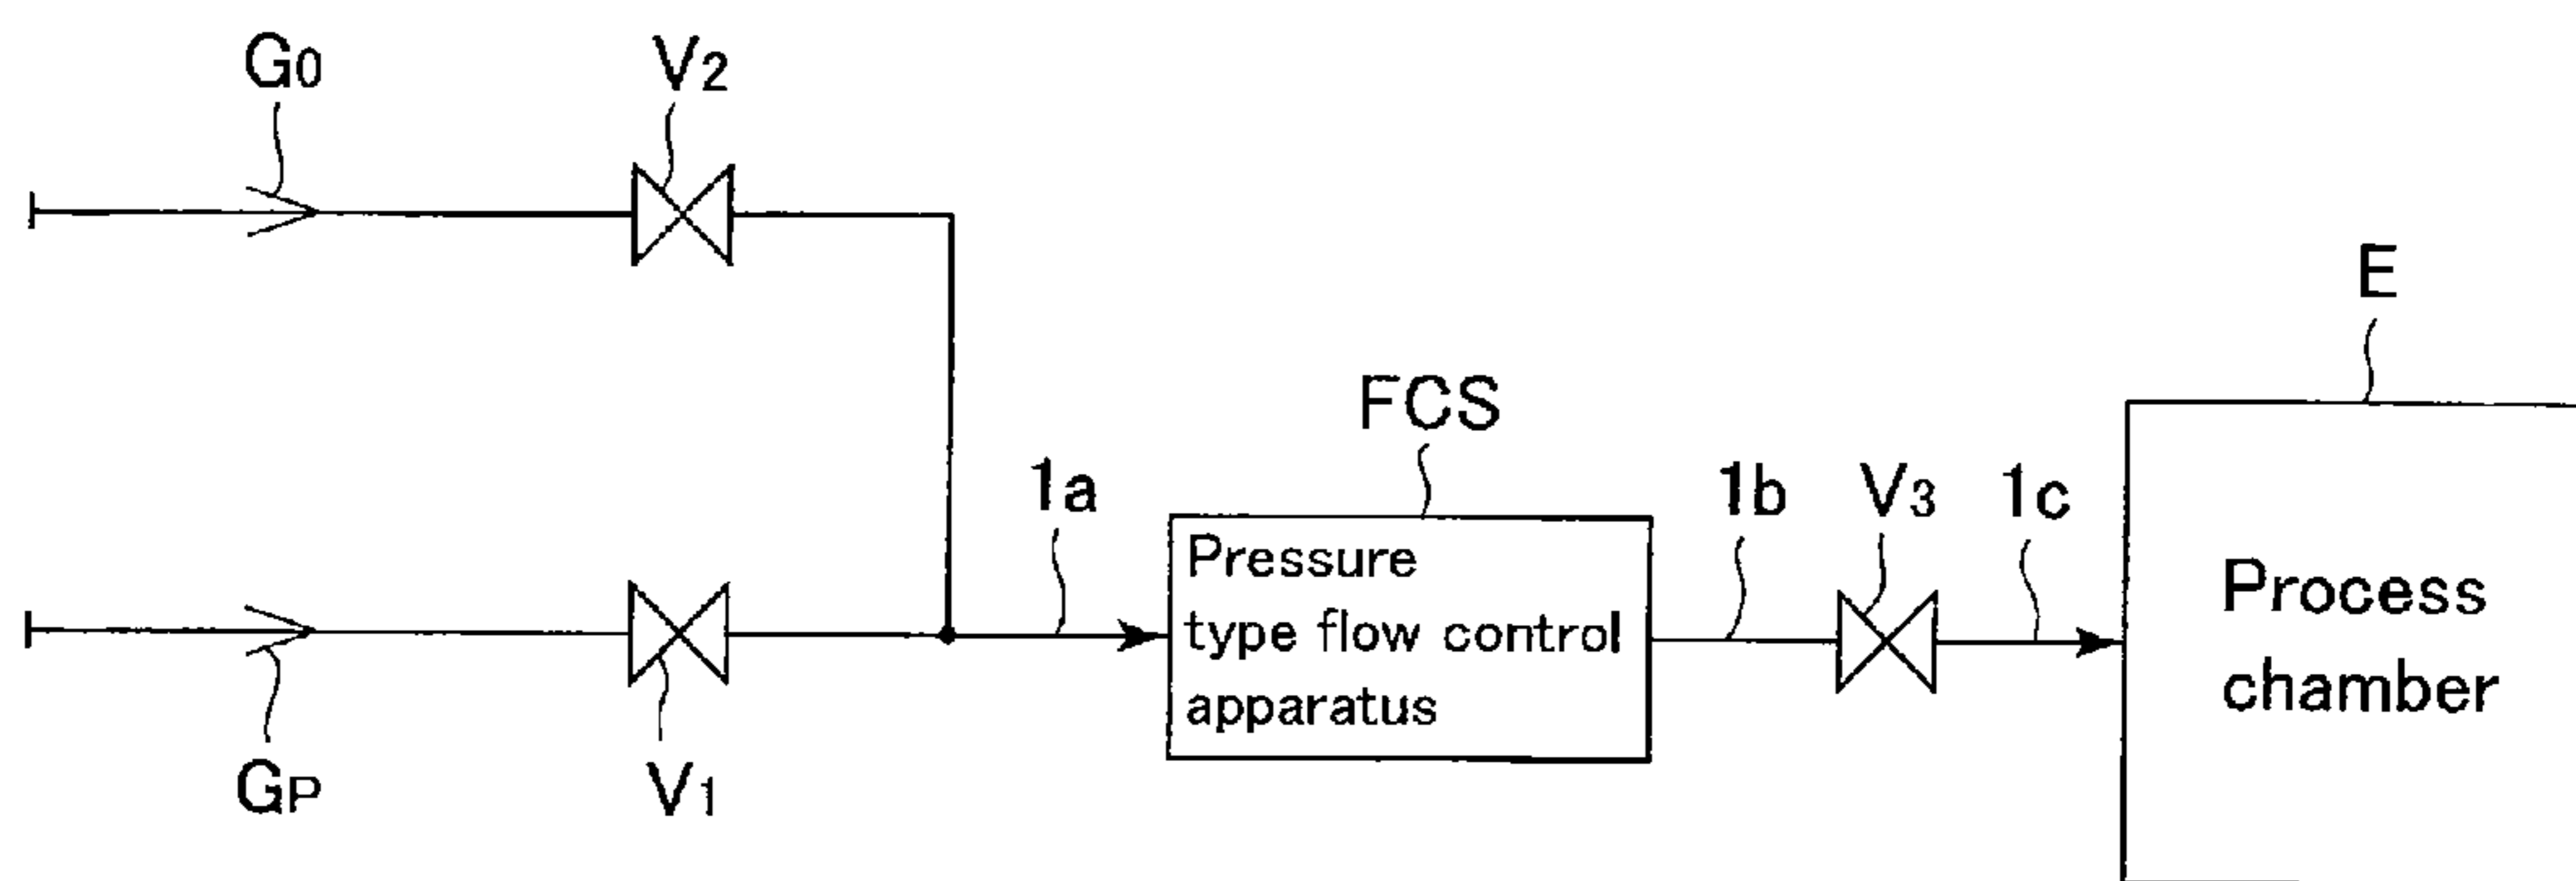 G0
V2
E
FCS
1a
1b
V3
1c
Pressure
type flow control
apparatus
Process
chamber
GP
V1